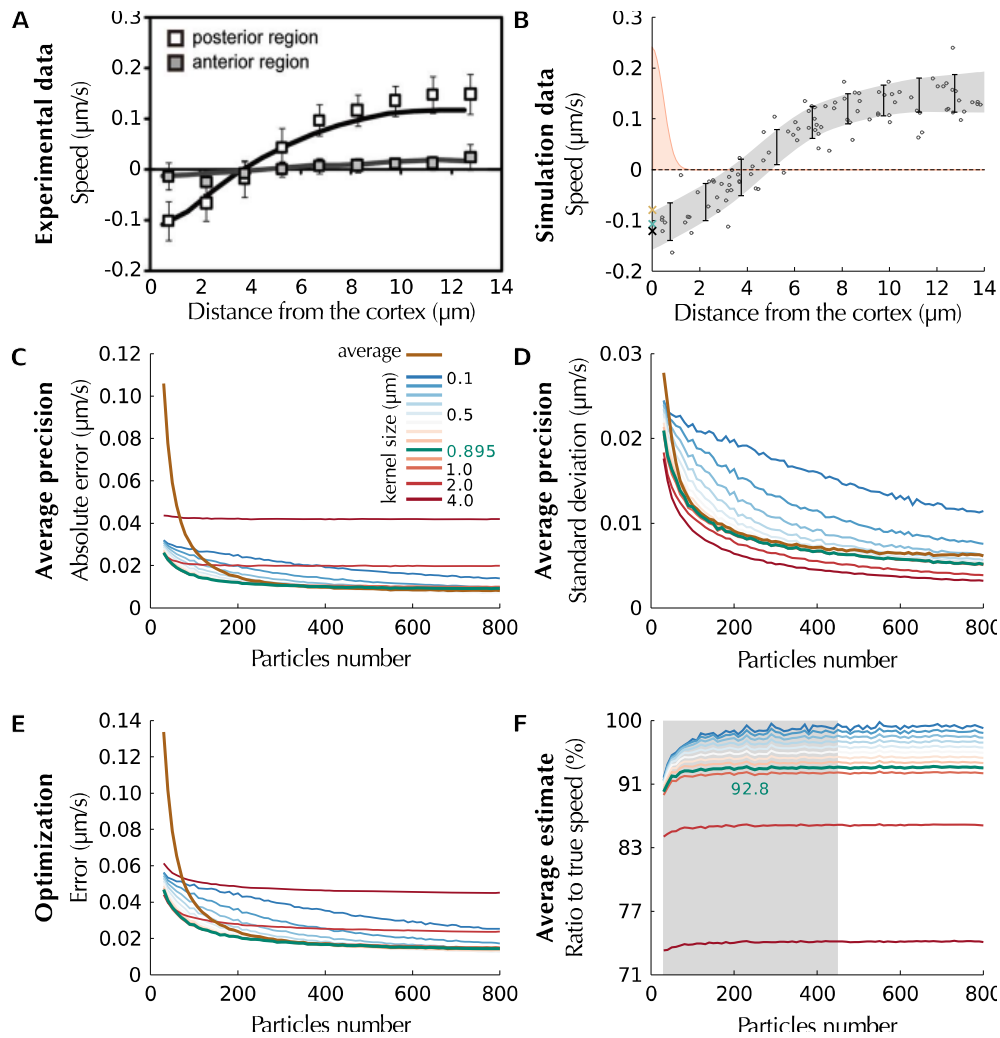 A
Experimental data
Speed (µm/s)
0.3
0.2
0.1
0
-0.1
-0.2
posterior region
anterior region
0 2 4 6 8 10 12 14
Distance from the cortex (µm)
B
Simulation data
Speed (µm/s)
0.3
0.2
0.1
0
-0.1
-0.2
0 2 4 6 8 10 12 14
Distance from the cortex (µm)
C
Average precision
Absolute error (µm/s)
0.12
0.10
0.08
0.06
0.04
0.02
0
average
kernel size (µm)
0.1
0.5
0.895
1.0
2.0
4.0
0 200 400 600 800
Particles number
D
Average precision
Standard deviation (µm/s)
0.03
0.02
0.01
0
0 200 400 600 800
Particles number
E
Optimization
Error (µm/s)
0.14
0.12
0.10
0.08
0.06
0.04
0.02
0
0 200 400 600 800
Particles number
F
Average estimate
Ratio to true speed (%)
100
91
83
77
71
92.8
0 200 400 600 800
Particles number